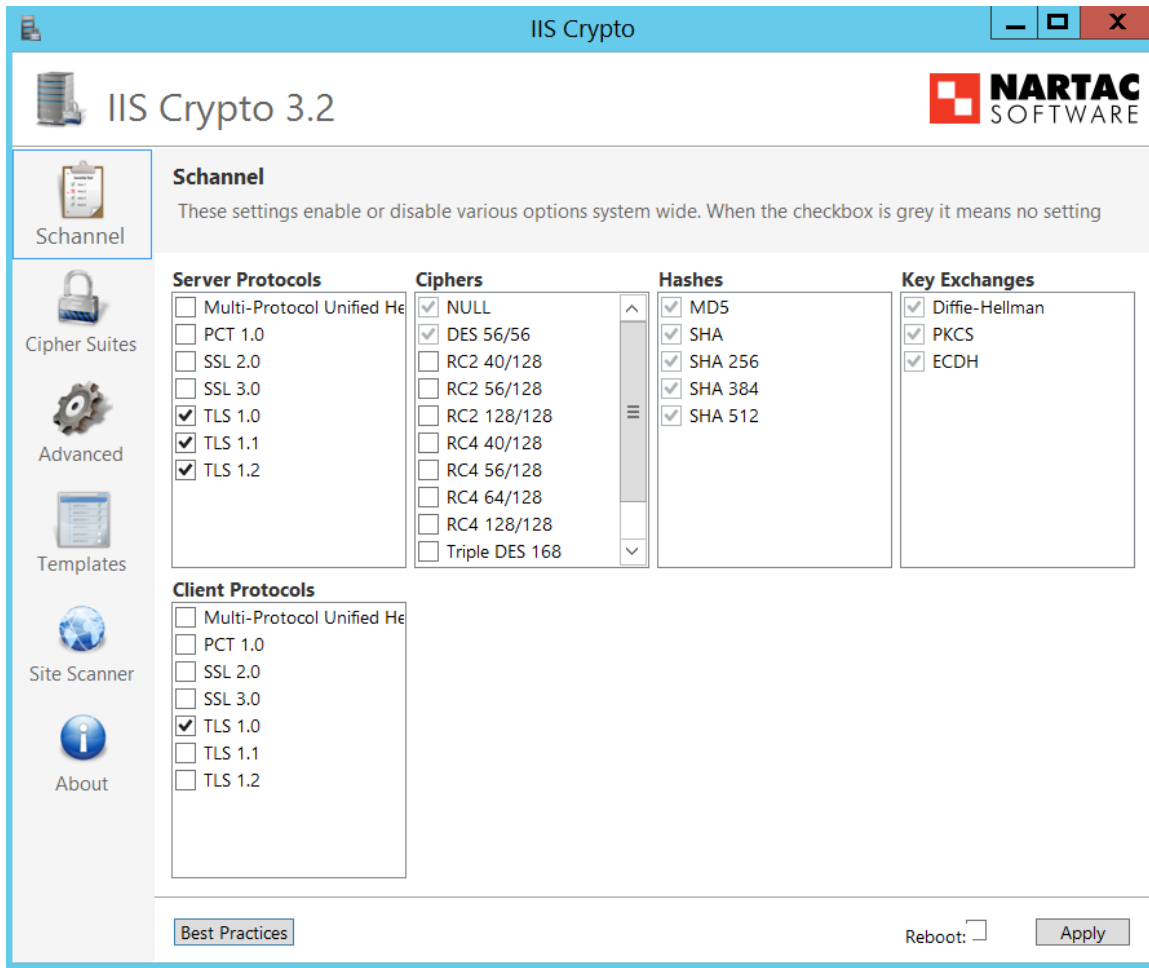 IIS Crypto
IIS Crypto 3.2
NARTAC
SOFTWARE
Schannel
Cipher Suites
Advanced
Templates
Site Scanner
About
Schannel
These settings enable or disable various options system wide. When the checkbox is grey it means no setting
Server Protocols
Multi-Protocol Unified He
PCT 1.0
SSL 2.0
SSL 3.0
TLS 1.0
TLS 1.1
TLS 1.2
Ciphers
NULL
DES 56/56
RC2 40/128
RC2 56/128
RC2 128/128
RC4 40/128
RC4 56/128
RC4 64/128
RC4 128/128
Triple DES 168
Hashes
MD5
SHA
SHA 256
SHA 384
SHA 512
Key Exchanges
Diffie-Hellman
PKCS
ECDH
Client Protocols
Multi-Protocol Unified He
PCT 1.0
SSL 2.0
SSL 3.0
TLS 1.0
TLS 1.1
TLS 1.2
Best Practices
Reboot:
Apply